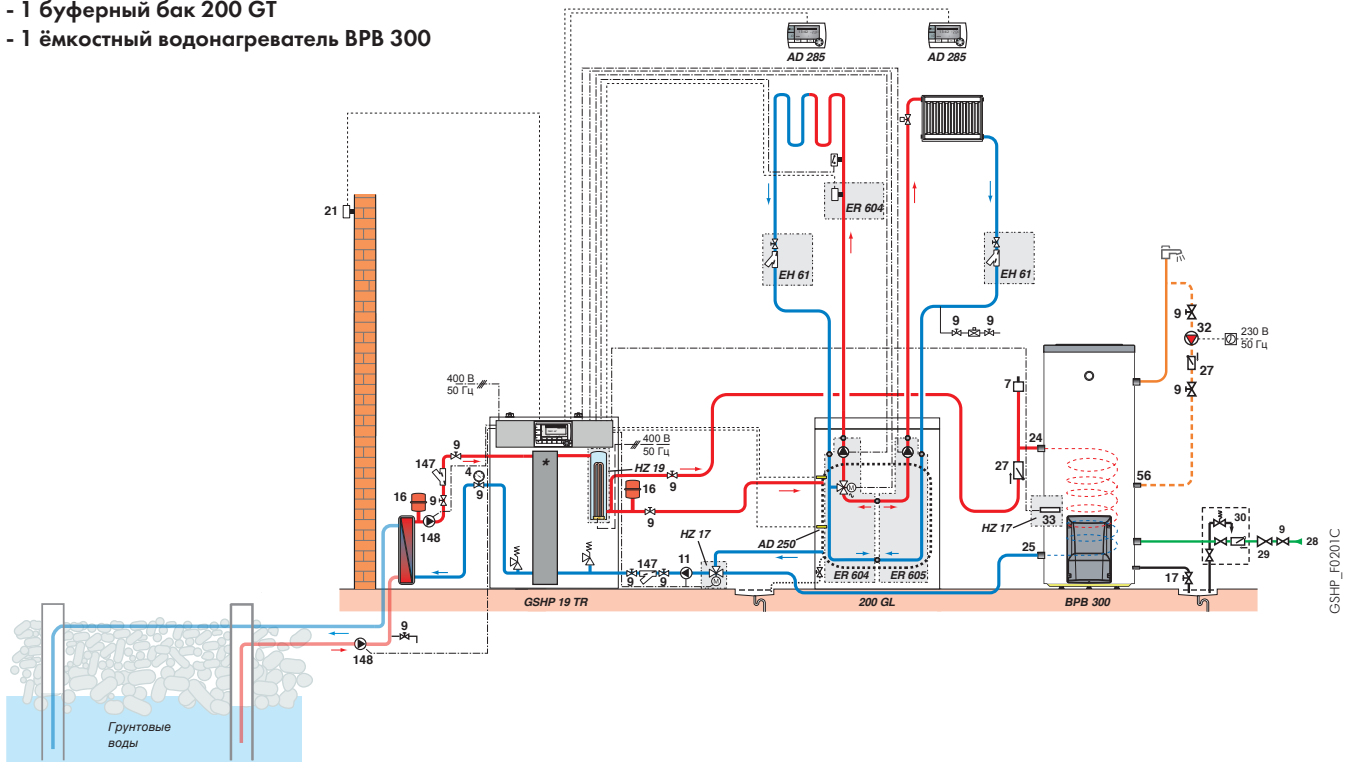 - 1 буферный бак 200 GT
- 1 ёмкостный водонагреватель BPB 300
AD 285
AD 285
21
ER 604
EH 61
EH 61
9
9
9
32
230 В
50 Гц
27
9
7
400 В
50 Гц
400 В
50 Гц
*
HZ 19
147
9
4
9
16
9
148
16
9
9
24
27
56
HZ 17
33
HZ 17
AD 250
30
9
28
29
25
147
9
9
11
M
M
ER 604
ER 605
17
GSHP 19 TR
200 GL
BPB 300
9
148
Грунтовые
воды
GSHP_F0201C